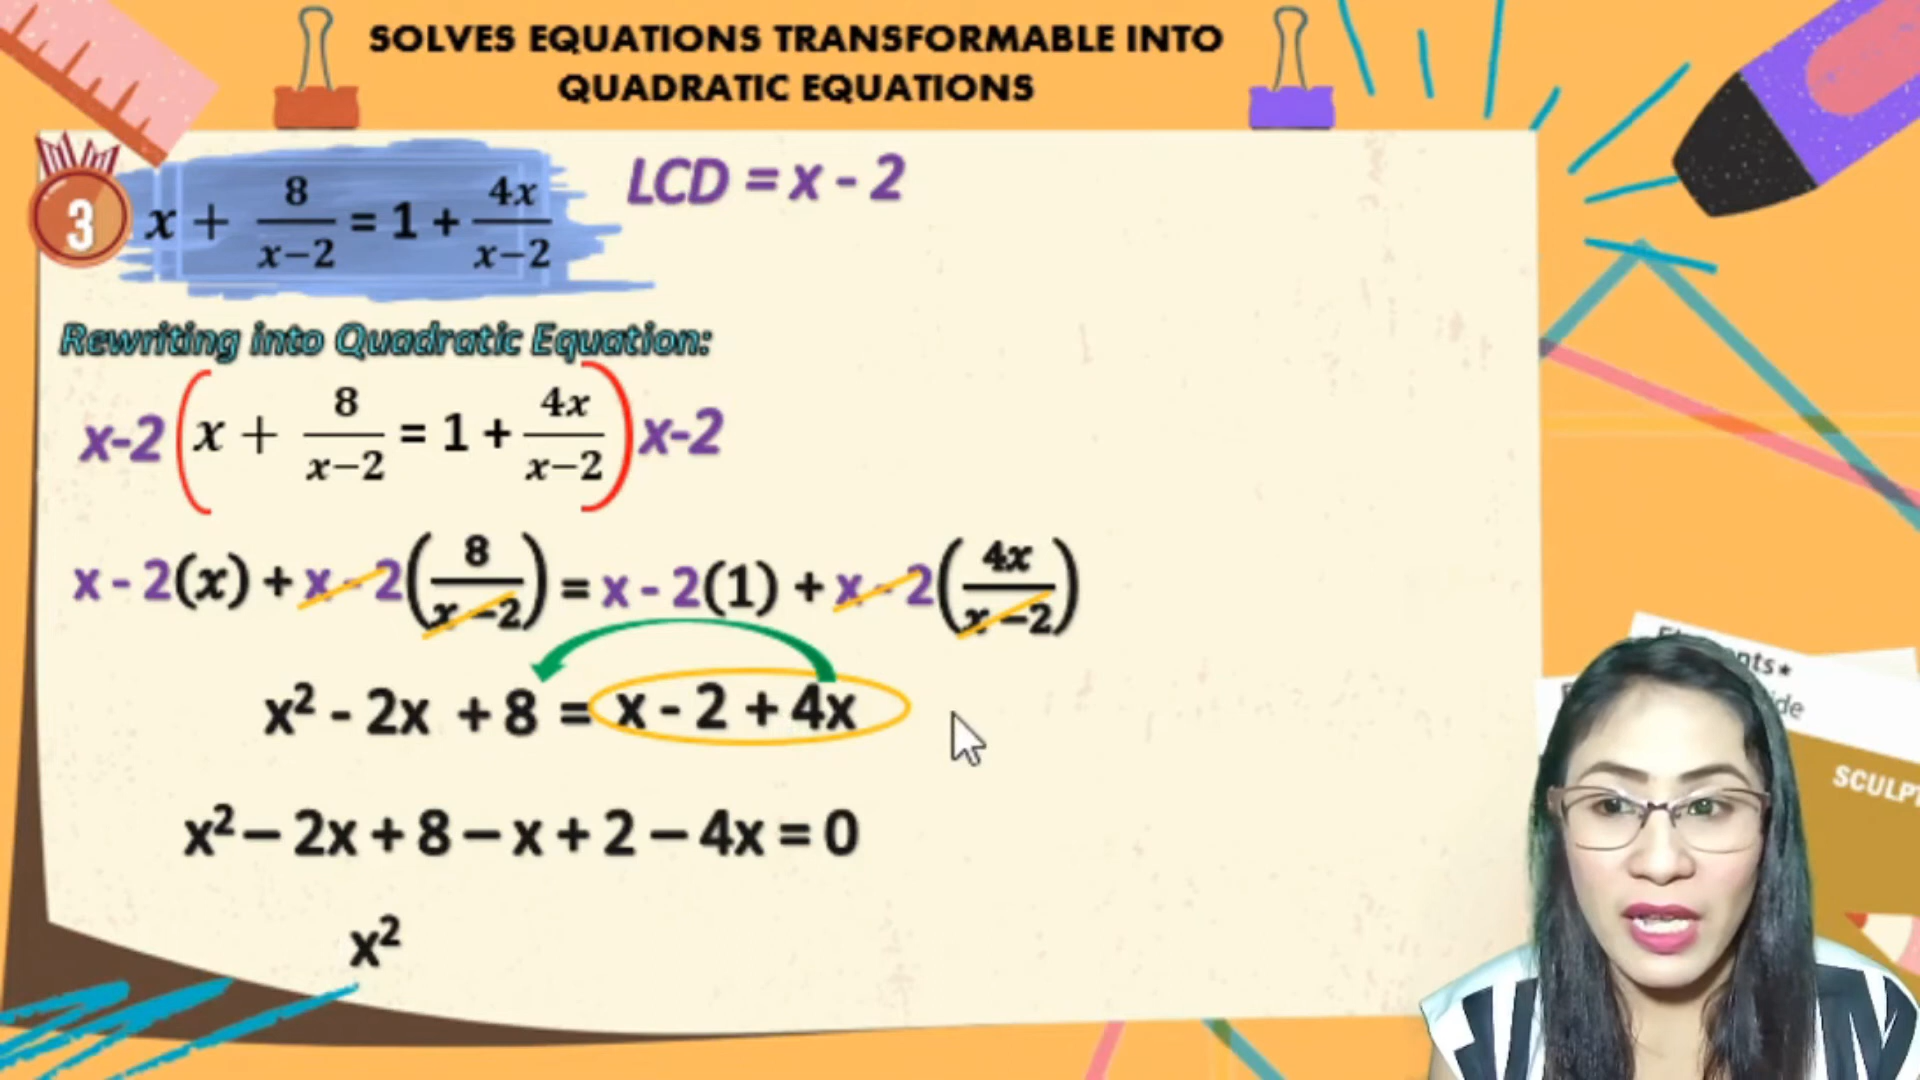 SOLVES EQUATIONS TRANSFORMABLE INTO
QUADRATIC EQUATIONS
3
x + 8/(x−2) = 1 + 4x/(x−2)
LCD = x - 2
Rewriting into Quadratic Equation:
x-2 ( x + 8/(x−2) = 1 + 4x/(x−2) ) x-2
x - 2(x) + x - 2(8/(x−2)) = x - 2(1) + x - 2(4x/(x−2))
x² - 2x + 8 = x - 2 + 4x
x² – 2x + 8 – x + 2 – 4x = 0
x²